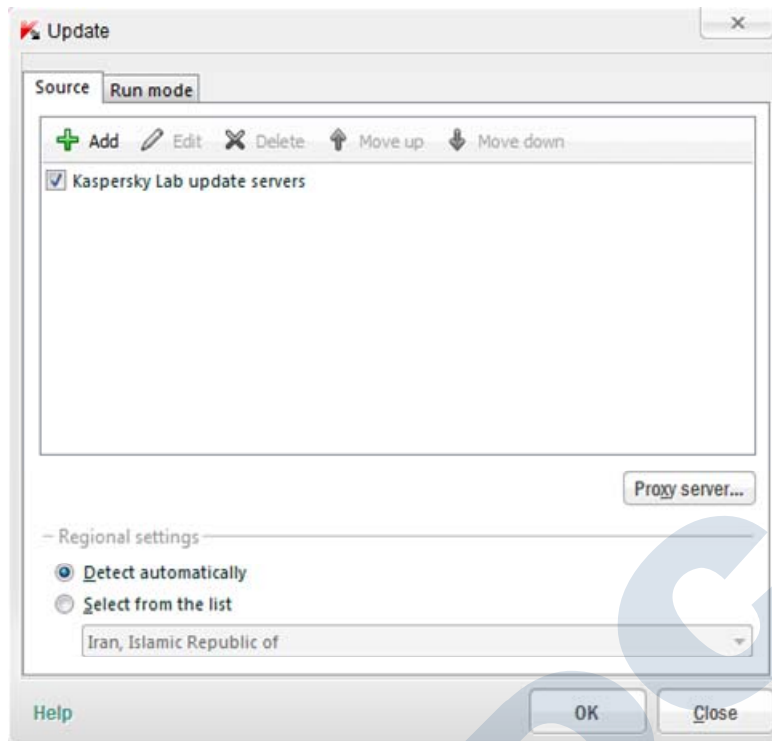 Update
Source Run mode
Add Edit Delete Move up Move down
Kaspersky Lab update servers
Proxy server...
Regional settings
Detect automatically
Select from the list
Iran, Islamic Republic of
Help OK Close